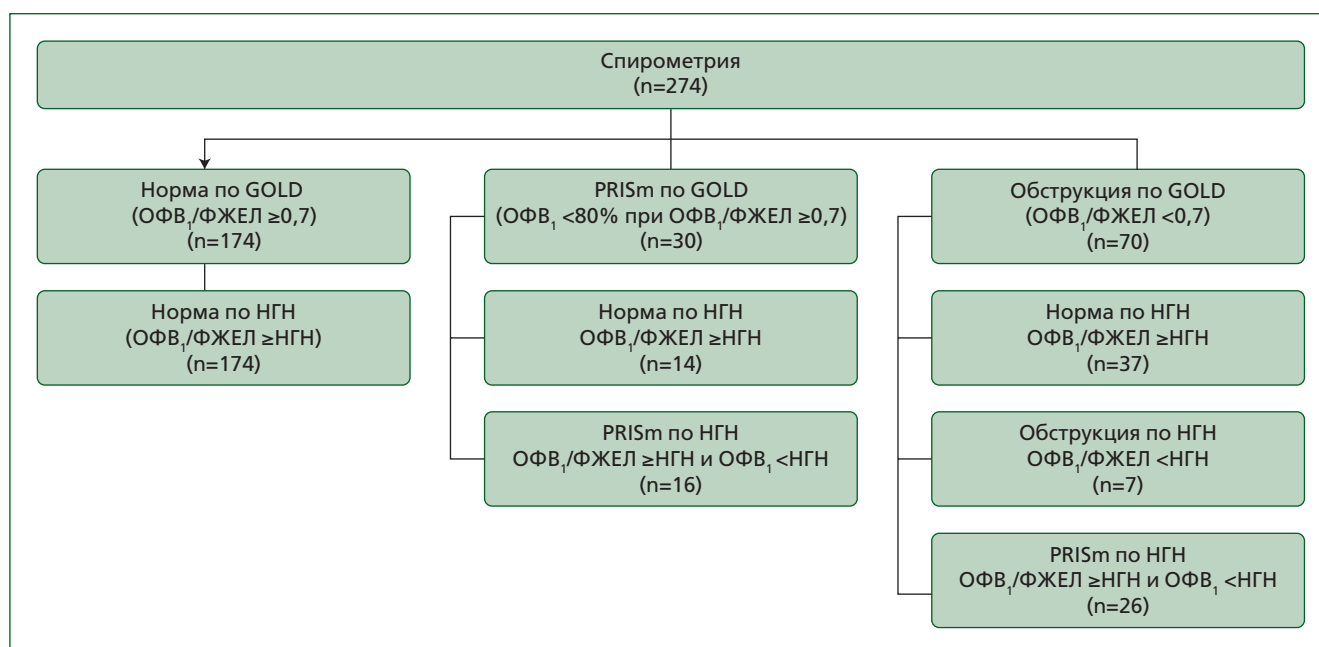 Спирометрия
(n=274)
Норма по GOLD
(ОФВ₁/ФЖЕЛ ≥0,7)
(n=174)
Норма по НГН
(ОФВ₁/ФЖЕЛ ≥НГН)
(n=174)
PRISm по GOLD
(ОФВ₁ <80% при ОФВ₁/ФЖЕЛ ≥0,7)
(n=30)
Норма по НГН
ОФВ₁/ФЖЕЛ ≥НГН
(n=14)
PRISm по НГН
ОФВ₁/ФЖЕЛ ≥НГН и ОФВ₁ <НГН
(n=16)
Обструкция по GOLD
(ОФВ₁/ФЖЕЛ <0,7)
(n=70)
Норма по НГН
ОФВ₁/ФЖЕЛ ≥НГН
(n=37)
Обструкция по НГН
ОФВ₁/ФЖЕЛ <НГН
(n=7)
PRISm по НГН
ОФВ₁/ФЖЕЛ ≥НГН и ОФВ₁ <НГН
(n=26)